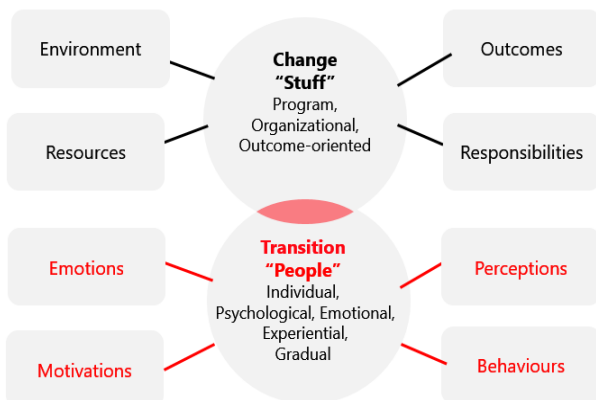 Environment
Resources
Change
“Stuff”
Program,
Organizational,
Outcome-oriented
Outcomes
Responsibilities
Emotions
Motivations
Transition
“People”
Individual,
Psychological, Emotional,
Experiential,
Gradual
Perceptions
Behaviours